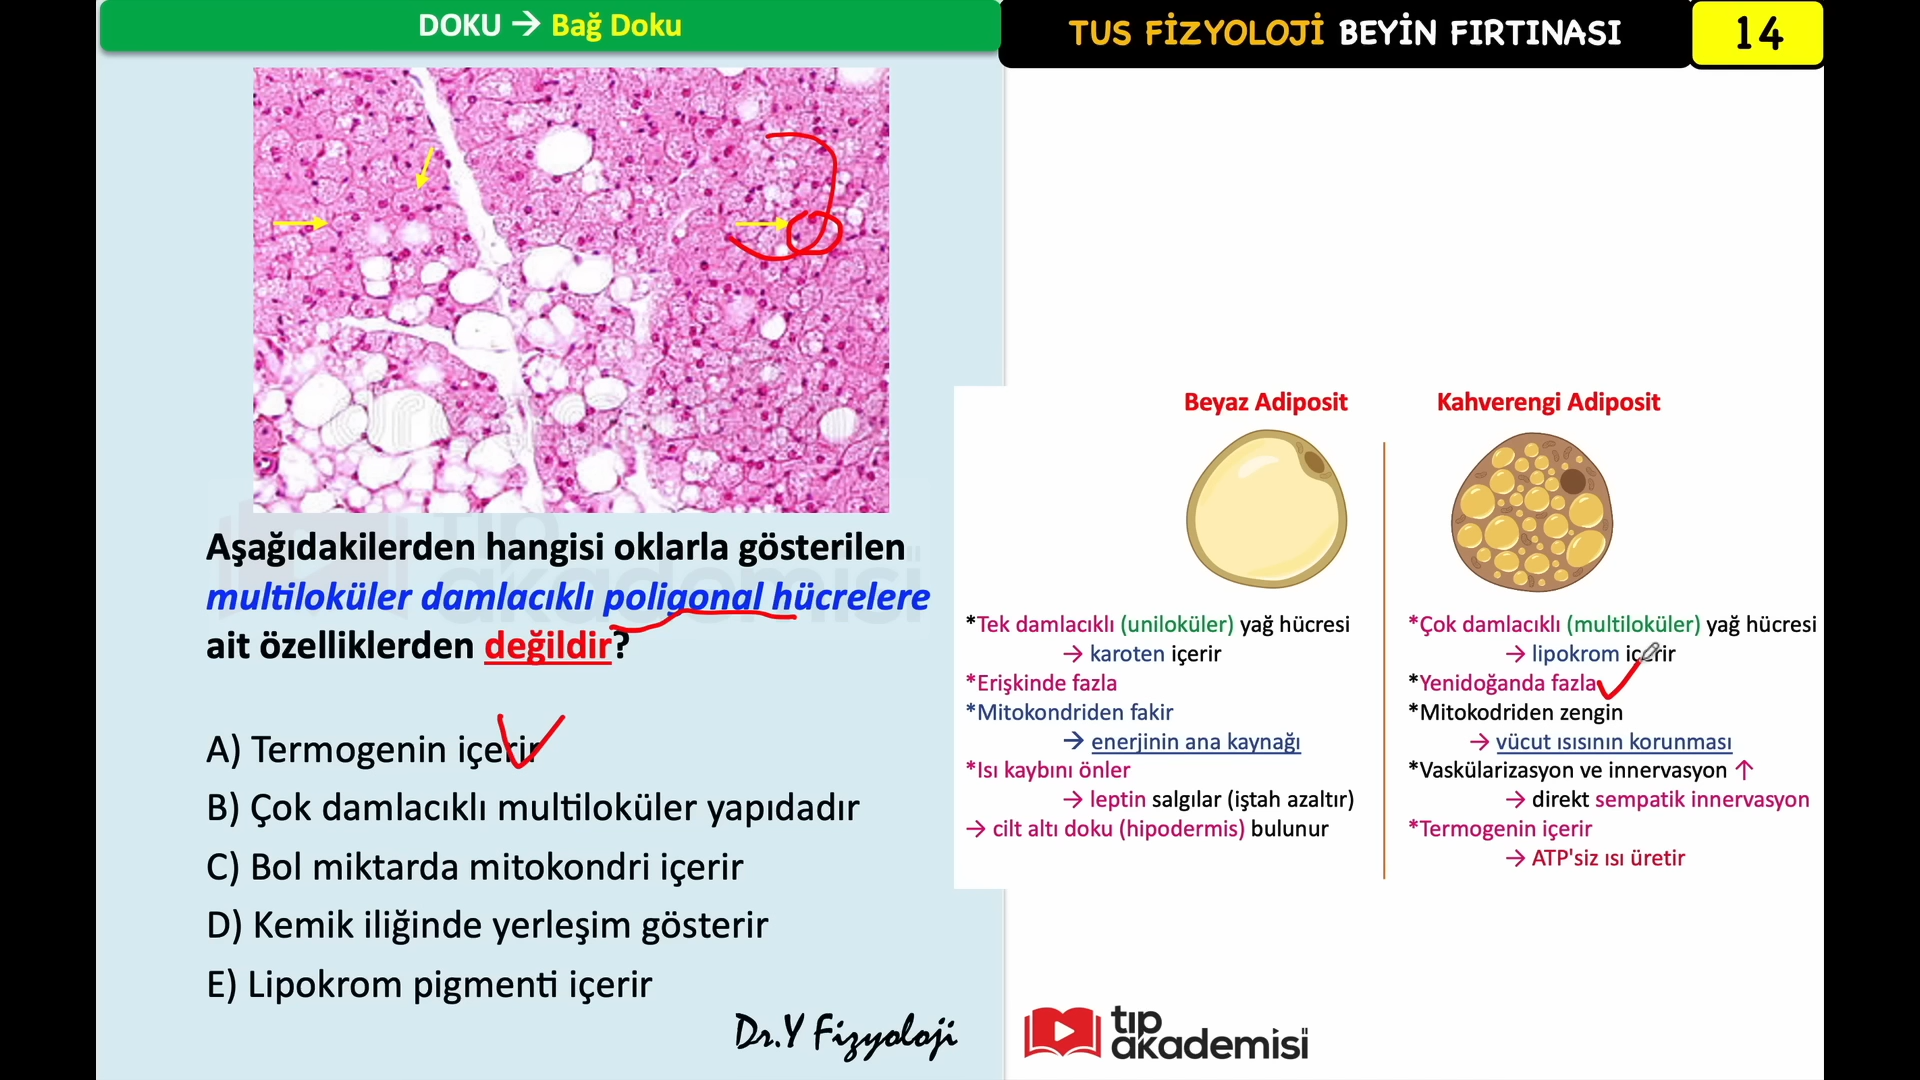 DOKU → Bağ Doku
TUS FİZYOLOJİ BEYİN FIRTINASI
14
Aşağıdakilerden hangisi oklarla gösterilen
multiloküler damlacıklı poligonal hücrelere
ait özelliklerden değildir?
A) Termogenin içerir
B) Çok damlacıklı multiloküler yapıdadır
C) Bol miktarda mitokondri içerir
D) Kemik iliğinde yerleşim gösterir
E) Lipokrom pigmenti içerir
Dr.Y Fizyoloji
Beyaz Adiposit
*Tek damlacıklı (uniloküler) yağ hücresi
→ karoten içerir
*Erişkinde fazla
*Mitokondriden fakir
→ enerjinin ana kaynağı
*Isı kaybını önler
→ leptin salgılar (iştah azaltır)
→ cilt altı doku (hipodermis) bulunur
Kahverengi Adiposit
*Çok damlacıklı (multiloküler) yağ hücresi
→ lipokrom içerir
*Yenidoğanda fazla
*Mitokodriden zengin
→ vücut ısısının korunması
*Vaskülarizasyon ve innervasyon ↑
→ direkt sempatik innervasyon
*Termogenin içerir
→ ATP'siz ısı üretir
tıp
akademisi